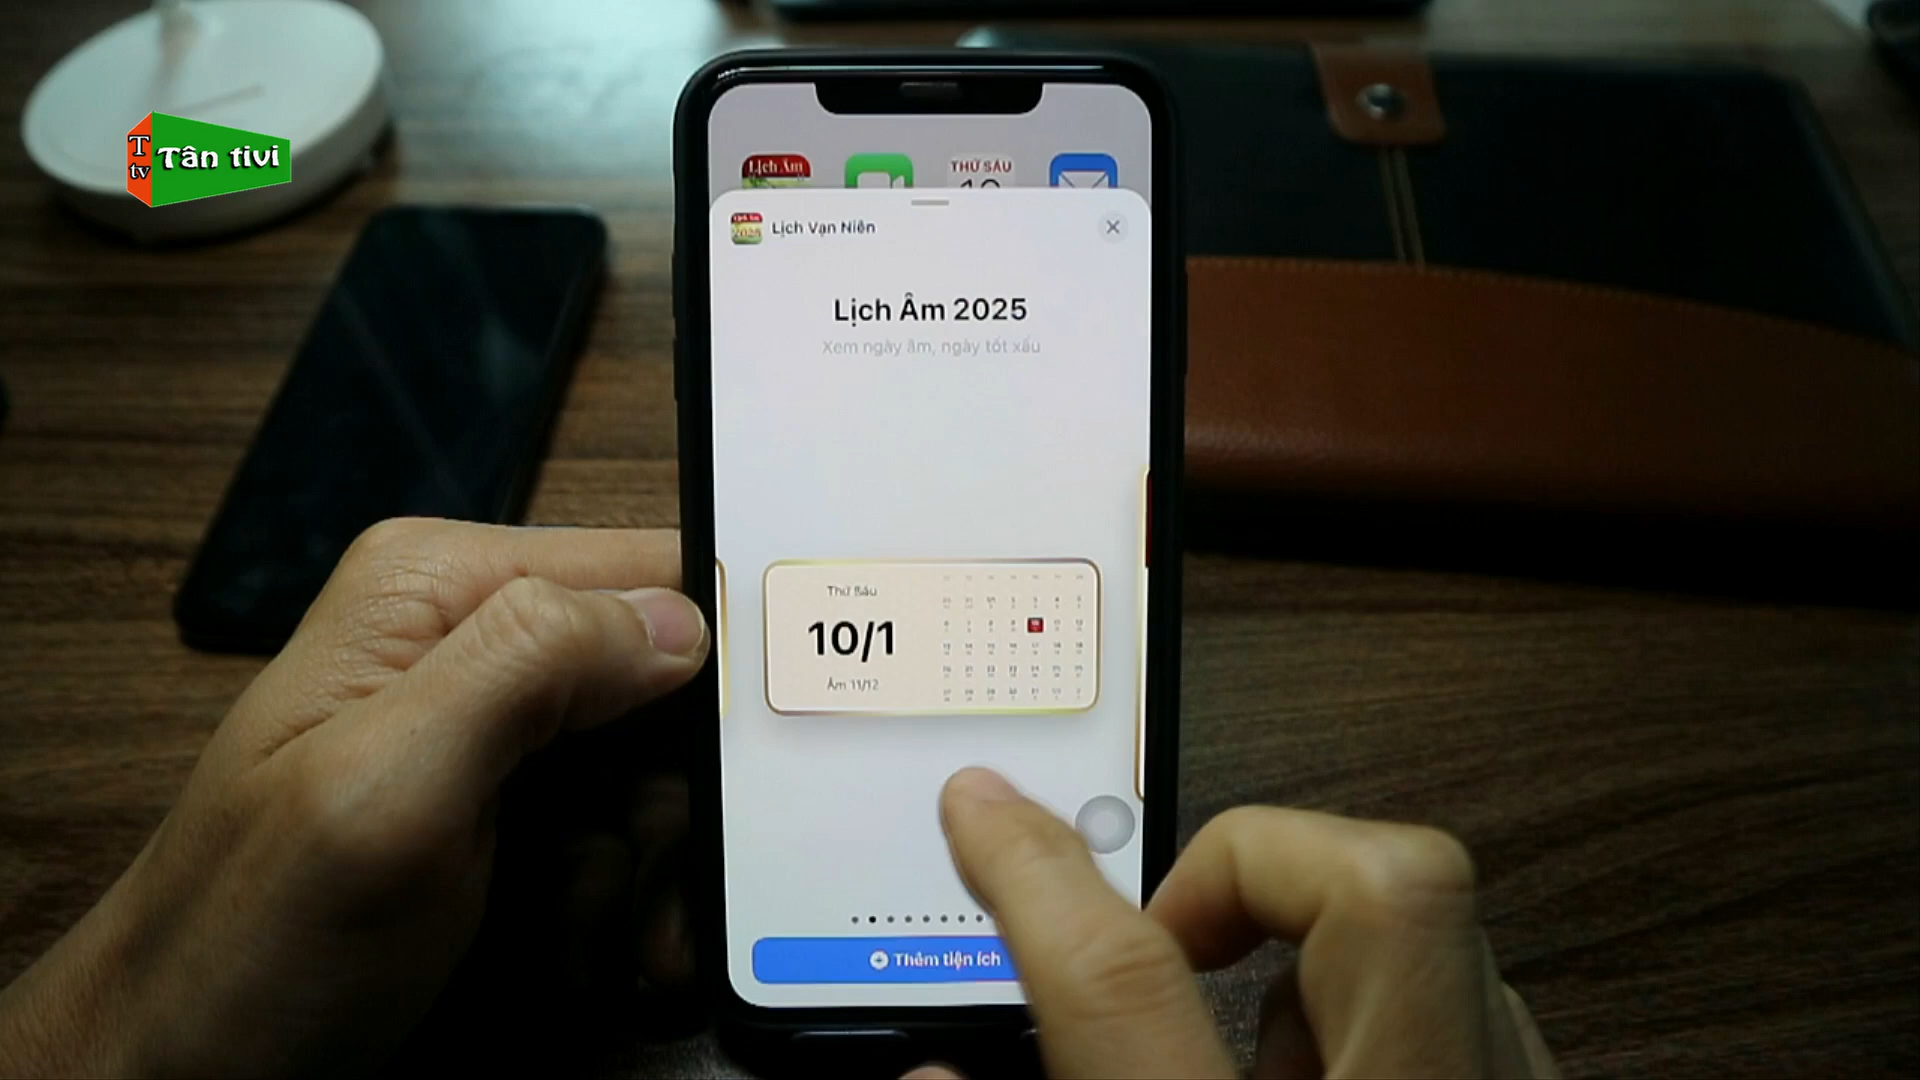 T
tv
Tân tivi
Lịch Âm
THỨ SÁU
Lịch Vạn Niên
Lịch Âm 2025
Xem ngày âm, ngày tốt xấu
Thứ Sáu
10/1
Âm 11/12
Thêm tiện ích